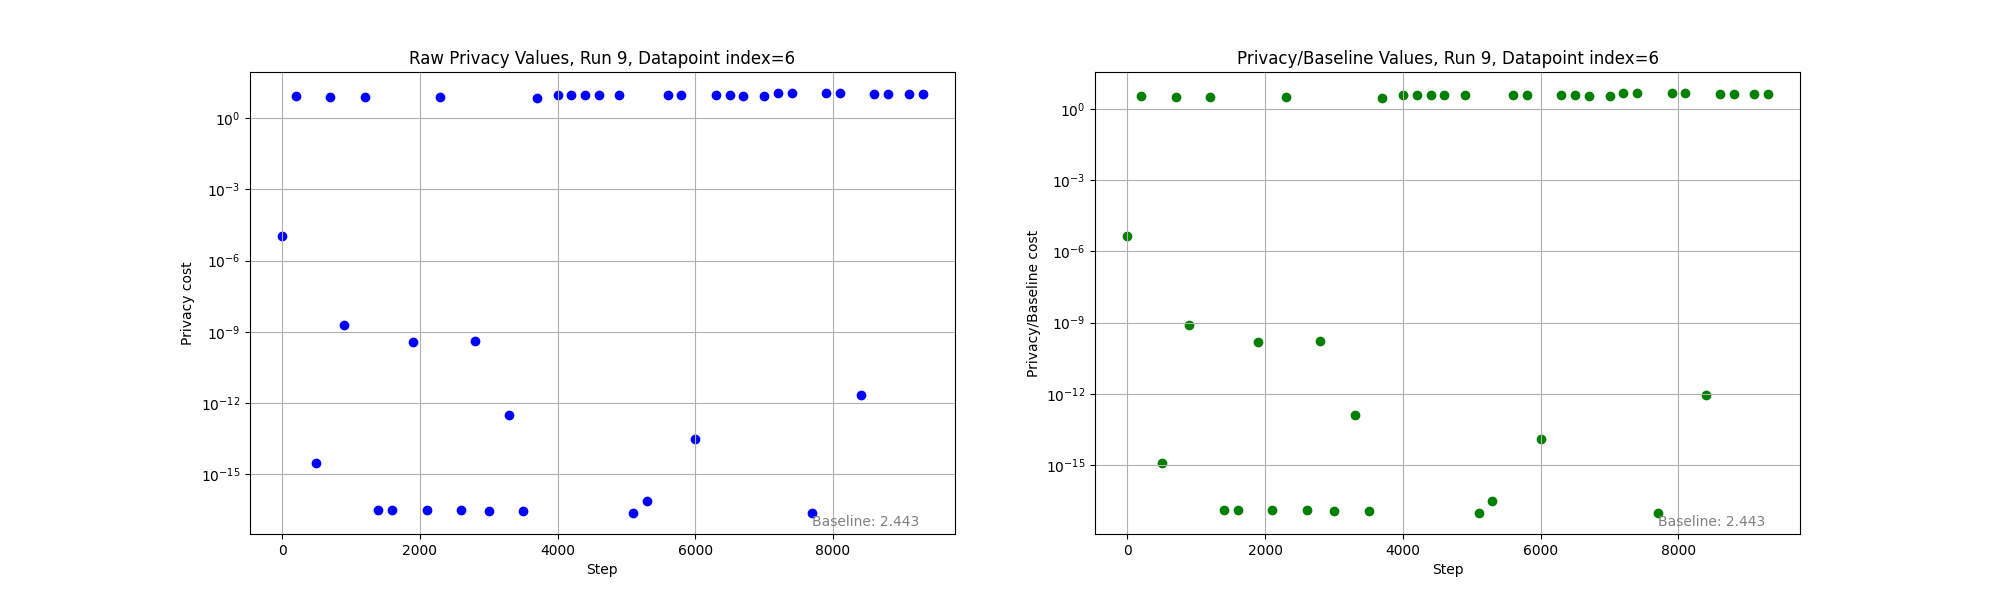 Raw Privacy Values, Run 9, Datapoint index=6
Privacy cost
10^0
10^-3
10^-6
10^-9
10^-12
10^-15
Baseline: 2.443
0 2000 4000 6000 8000
Step
Privacy/Baseline Values, Run 9, Datapoint index=6
Privacy/Baseline cost
10^0
10^-3
10^-6
10^-9
10^-12
10^-15
Baseline: 2.443
0 2000 4000 6000 8000
Step